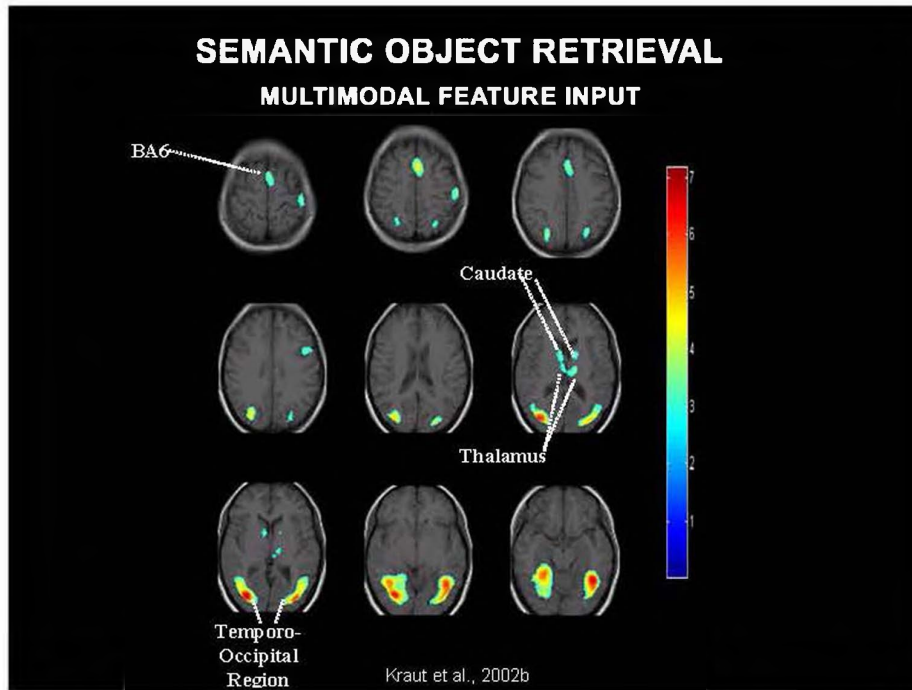 SEMANTIC OBJECT RETRIEVAL
MULTIMODAL FEATURE INPUT
BA6
7
6
5
4
3
2
1
Caudate
Thalamus
Temporo-
Occipital
Region
Kraut et al., 2002b